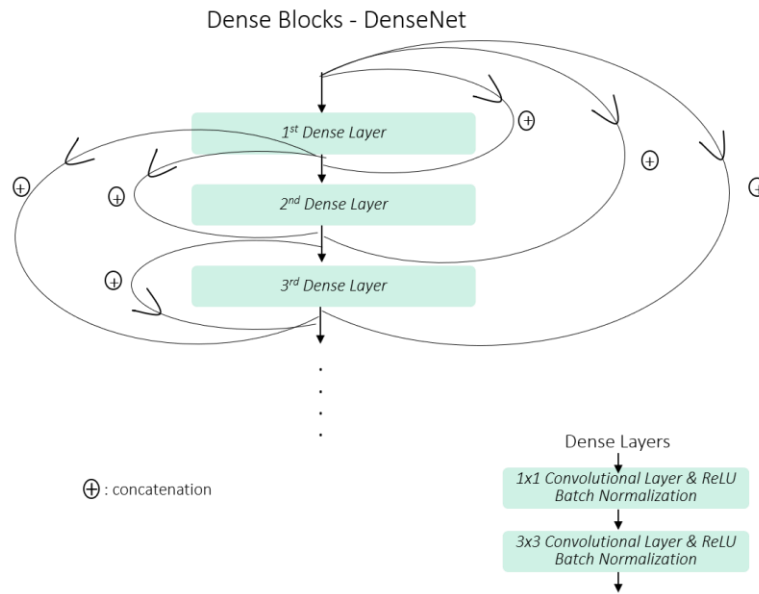 Dense Blocks - DenseNet
1st Dense Layer
2nd Dense Layer
3rd Dense Layer
Dense Layers
1x1 Convolutional Layer & ReLU
Batch Normalization
3x3 Convolutional Layer & ReLU
Batch Normalization
: concatenation